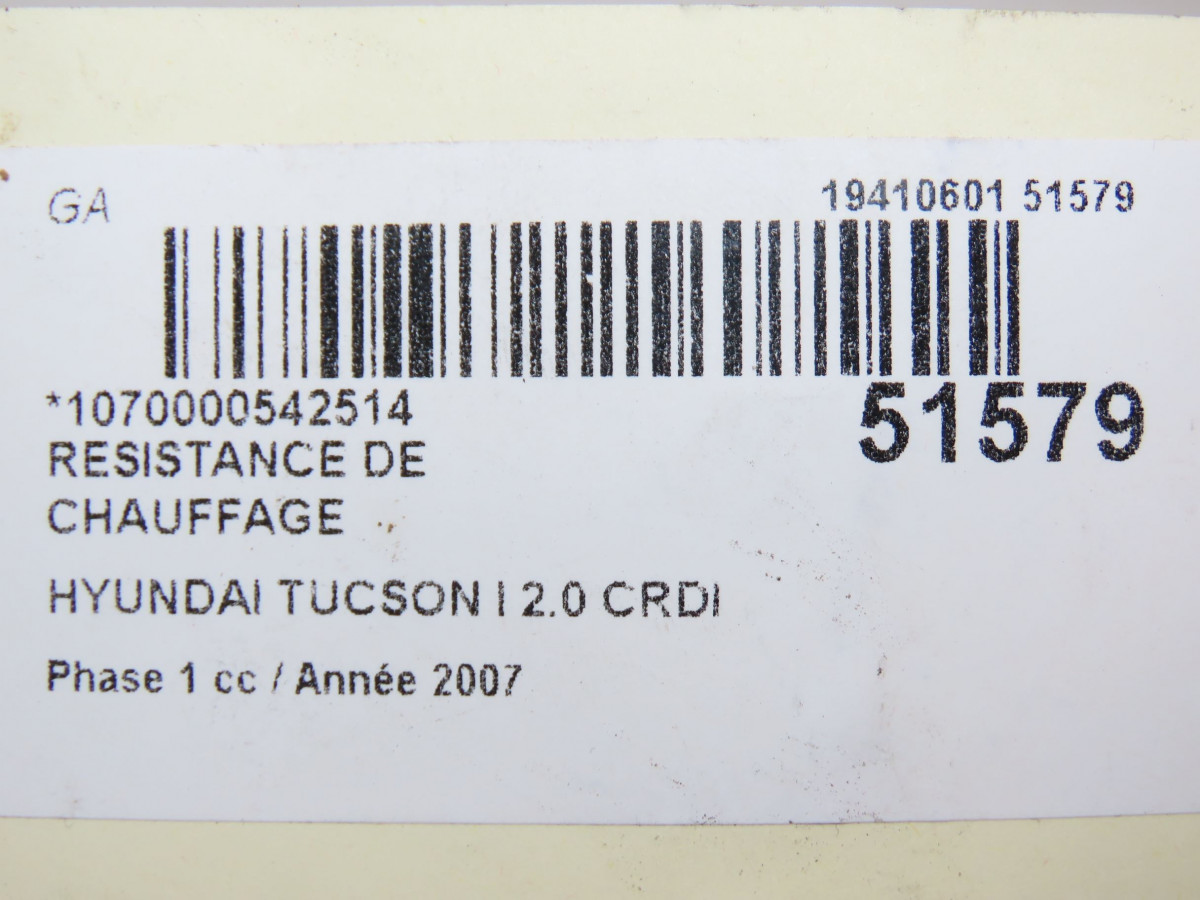 GA
19410601 51579
*1070000542514
51579
RESISTANCE DE
CHAUFFAGE
HYUNDAI TUCSON I 2.0 CRDI
Phase 1 cc / Année 2007